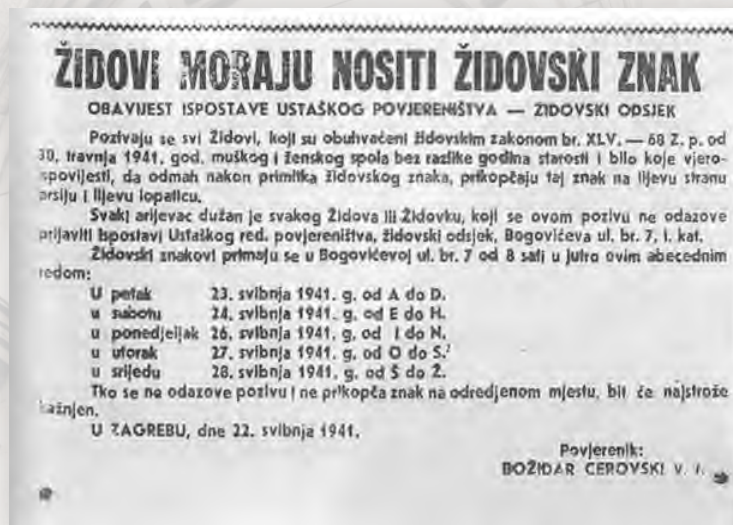 ŽIDOVI MORAJU NOSITI ŽIDOVSKI ZNAK
OBAVIJEST ISPOSTAVE USTAŠKOG POVJERENIŠTVA — ŽIDOVSKI ODSJEK
Pozivaju se svi Židovi, koji su obuhvaćeni židovskim zakonom br. XLV. — 68 Z. p. od
30. travnja 1941. god. muškog i ženskog spola bez razlike godina starosti i bilo koje vjero-
ispovijesti, da odmah nakon primitka židovskog znaka, prikopčaju taj znak na lijevu stranu
prsiju i lijevu lopaticu.
Svaki arijevac dužan je svakog Židova ili Židovku, koji se ovom pozivu ne odazove
prijaviti Ispostavi Ustaškog red. povjereništva, židovski odsjek, Bogovićeva ul. br. 7, I. kat.
Židovski znakovi primaju se u Bogovićevoj ul. br. 7 od 8 sati u jutro ovim abecednim
redom:
U petak 23. svibnja 1941. g. od A do D.
u subotu 24. svibnja 1941. g. od E do H.
u ponedjeljak 26. svibnja 1941. g. od I do N.
u utorak 27. svibnja 1941. g. od O do S.
u srijedu 28. svibnja 1941. g. od Š do Ž.
Tko se ne odazove pozivu i ne prikopča znak na odredjenom mjestu, bit će najstrože
kažnjen.
U ZAGREBU, dne 22. svibnja 1941.
Povjerenik:
BOŽIDAR CEROVSKI v. r.